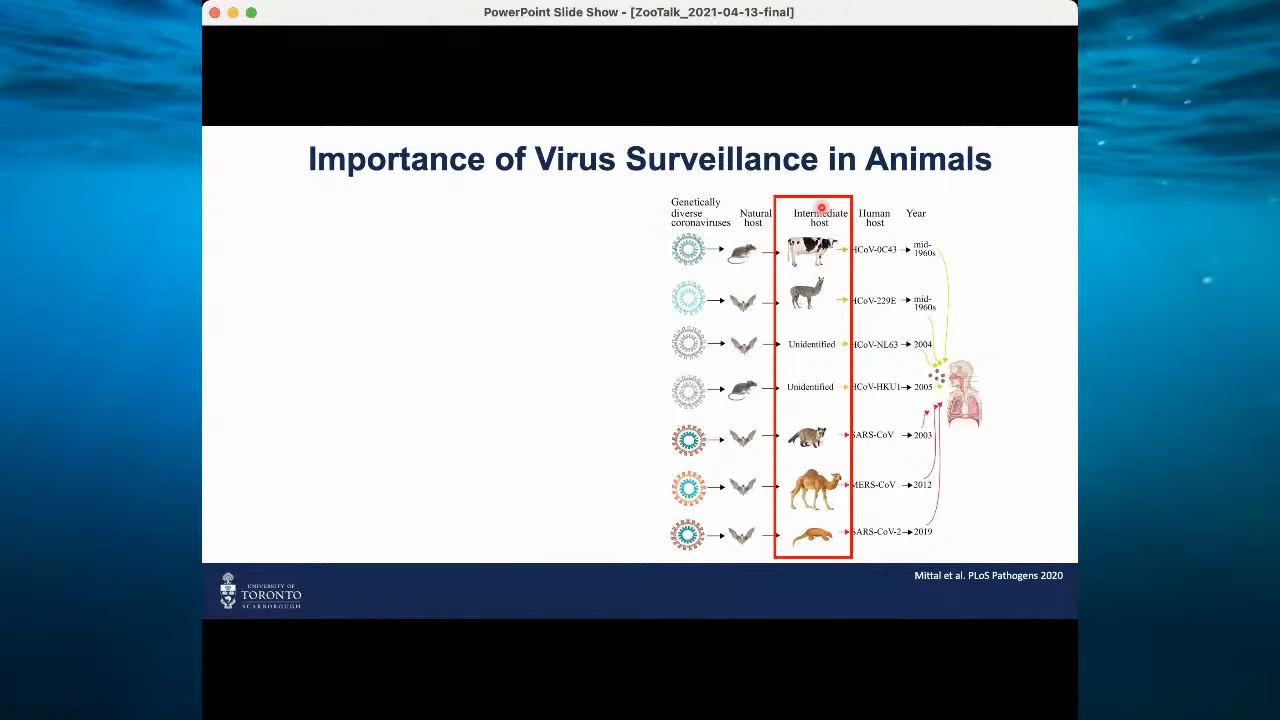 PowerPoint Slide Show - [ZooTalk_2021-04-13-final]
Importance of Virus Surveillance in Animals
Genetically
diverse
coronaviruses
Natural
host
Intermediate
host
Human
host
Year
HCoV-0C43
mid-
1960s
HCoV-229E
mid-
1960s
Unidentified
HCoV-NL63
2004
Unidentified
HCoV-HKU1
2005
SARS-CoV
2003
MERS-CoV
2012
SARS-CoV-2
2019
Mittal et al. PLoS Pathogens 2020
UNIVERSITY OF
TORONTO
SCARBOROUGH